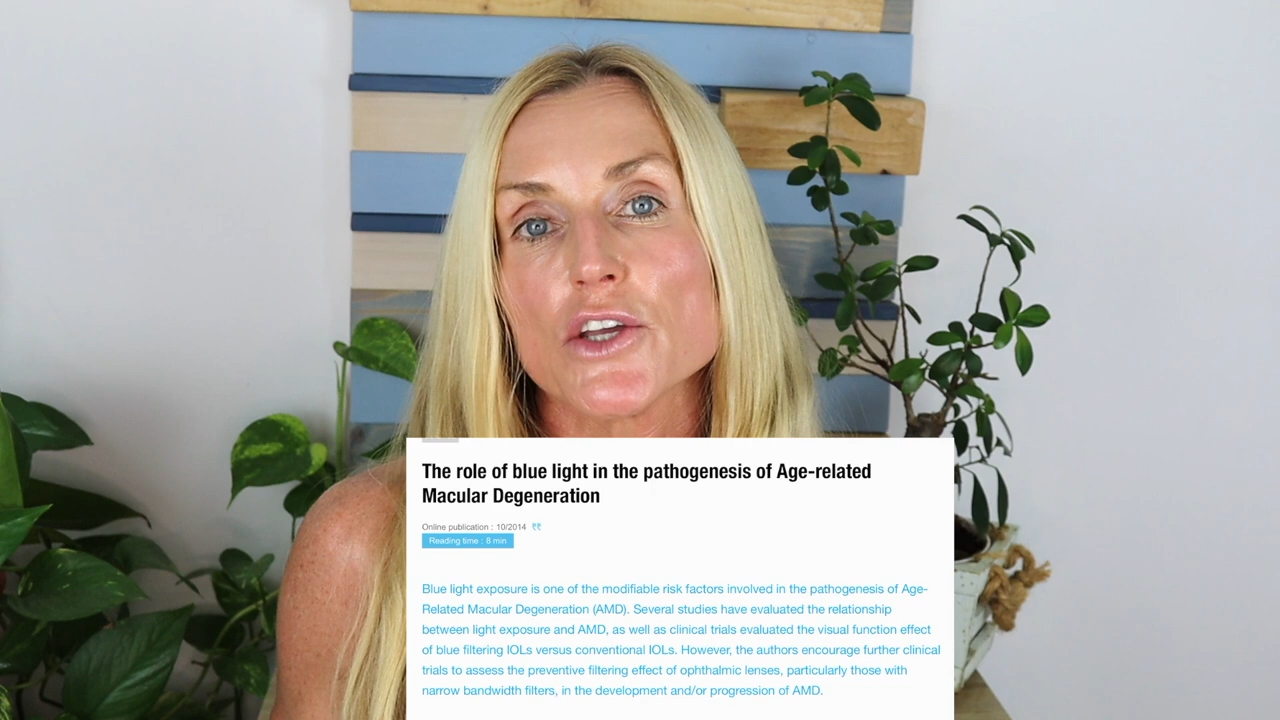 The role of blue light in the pathogenesis of Age-related
Macular Degeneration
Online publication : 10/2014
Reading time : 8 min
Blue light exposure is one of the modifiable risk factors involved in the pathogenesis of Age-
Related Macular Degeneration (AMD). Several studies have evaluated the relationship
between light exposure and AMD, as well as clinical trials evaluated the visual function effect
of blue filtering IOLs versus conventional IOLs. However, the authors encourage further clinical
trials to assess the preventive filtering effect of ophthalmic lenses, particularly those with
narrow bandwidth filters, in the development and/or progression of AMD.